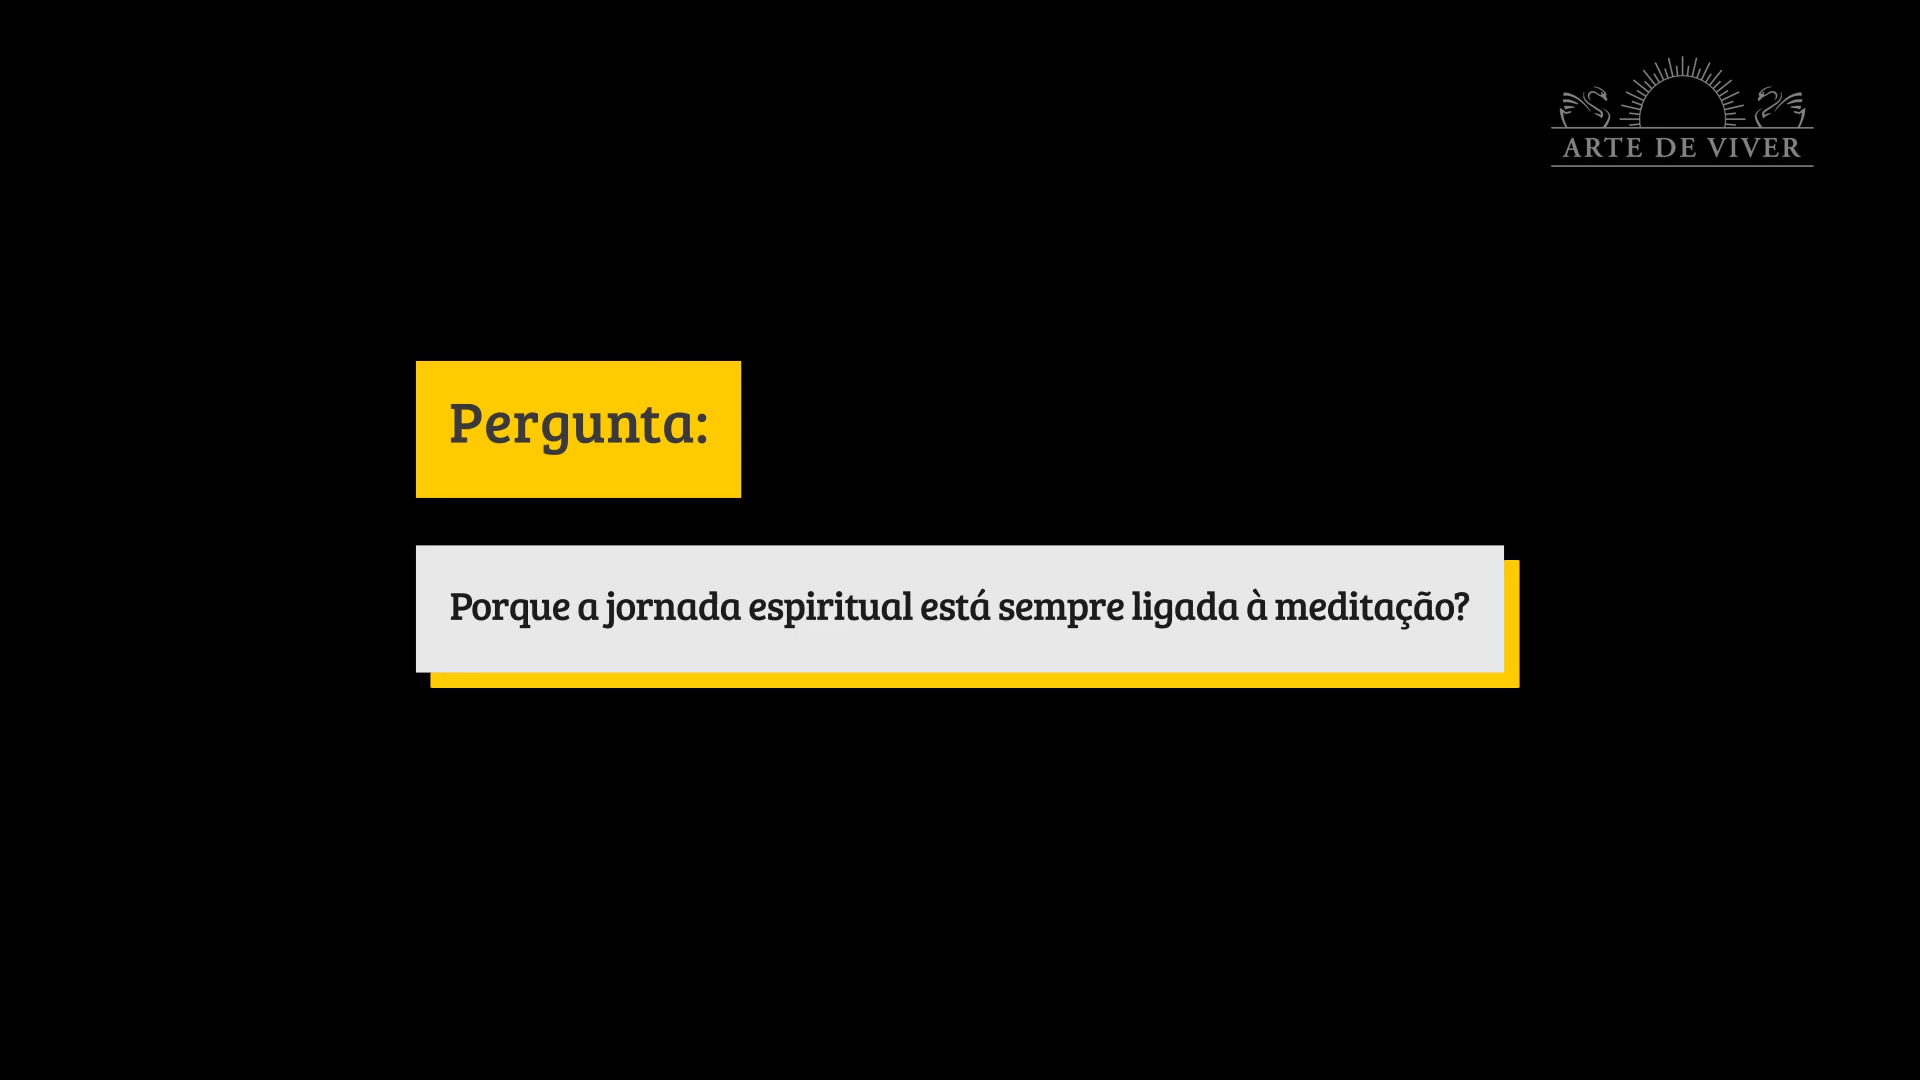 ARTE DE VIVER
Pergunta:
Porque a jornada espiritual está sempre ligada à meditação?